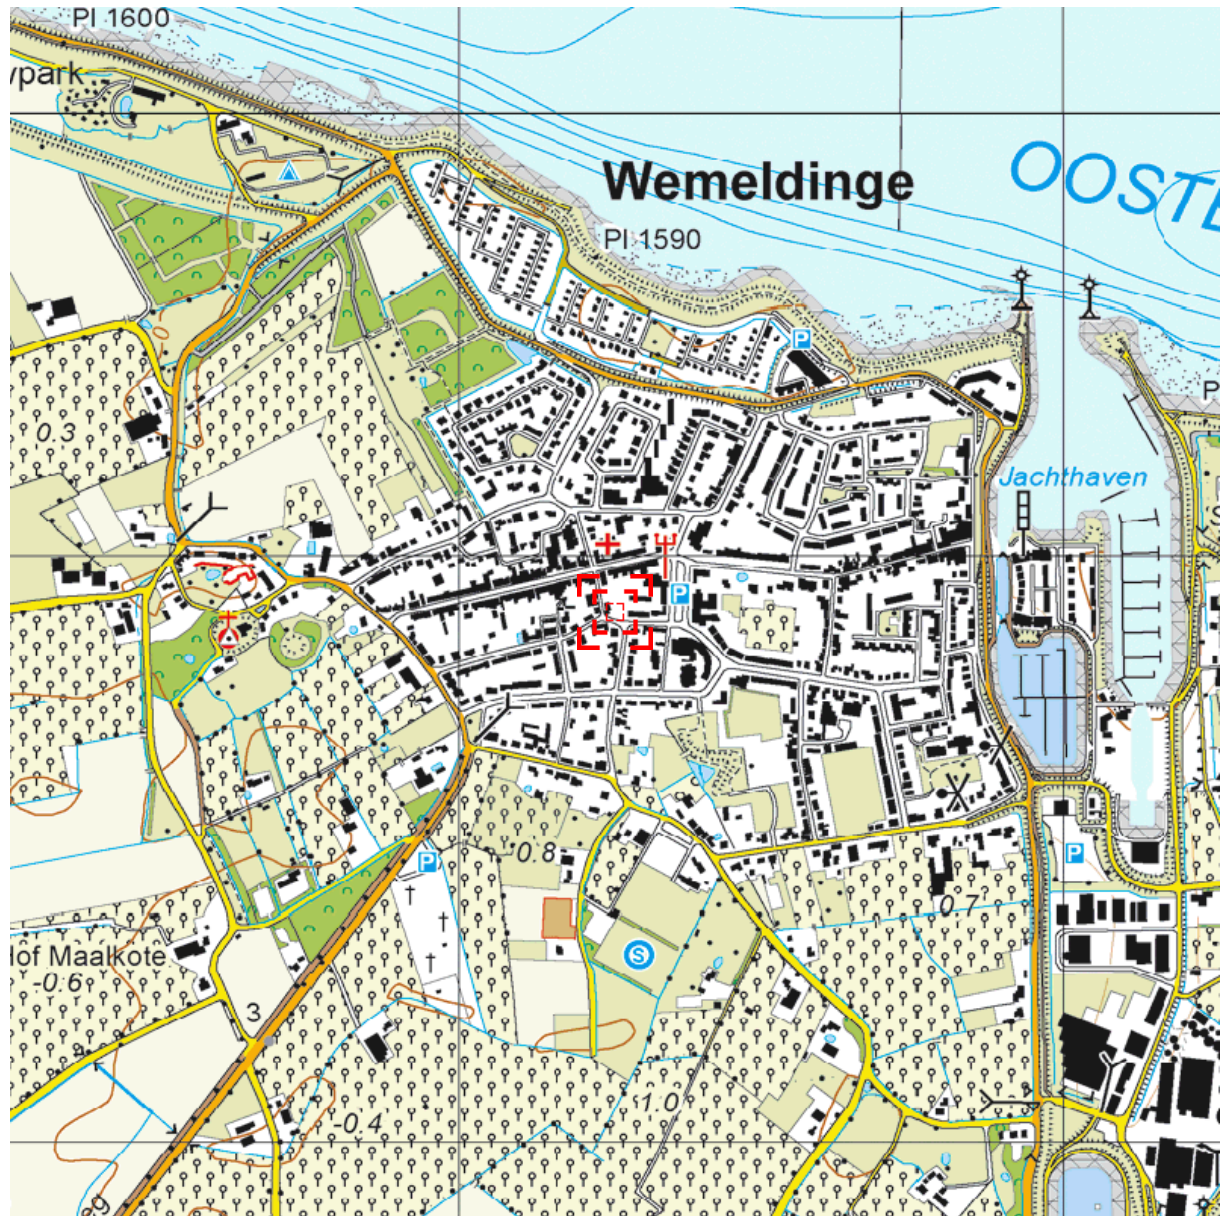 Pl 1600
ypark
Wemeldinge
OOSTE
Pl 1590
P
P
0.3
Jachthaven
P
P
0.8
P
0.7
Hof Maalkote
-0.6
S
3
1.0
-0.4